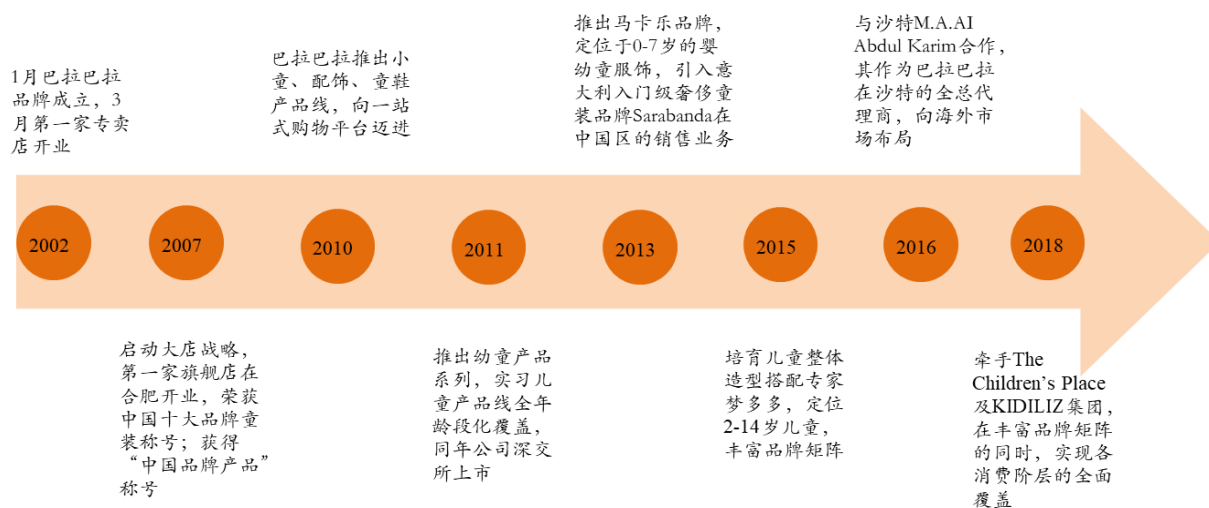 1月巴拉巴拉
品牌成立，3
月第一家专卖
店开业
巴拉巴拉推出小
童、配饰、童鞋
产品线，向一站
式购物平台迈进
推出马卡乐品牌，
定位于0-7岁的婴
幼童服饰，引入意
大利入门级奢侈童
装品牌Sarabanda在
中国区的销售业务
与沙特M.A.AI
Abdul Karim合作，
其作为巴拉巴拉
在沙特的全总代
理商，向海外市
场布局
2002
2007
2010
2011
2013
2015
2016
2018
启动大店战略，
第一家旗舰店在
合肥开业，荣获
中国十大品牌童
装称号；获得
“中国品牌产品”
称号
推出幼童产品
系列，实习儿
童产品线全年
龄段化覆盖，
同年公司深交
所上市
培育儿童整体
造型搭配专家
梦多多，定位
2-14岁儿童，
丰富品牌矩阵
牵手The
Children’s Place
及KIDILIZ集团，
在丰富品牌矩阵
的同时，实现各
消费阶层的全面
覆盖